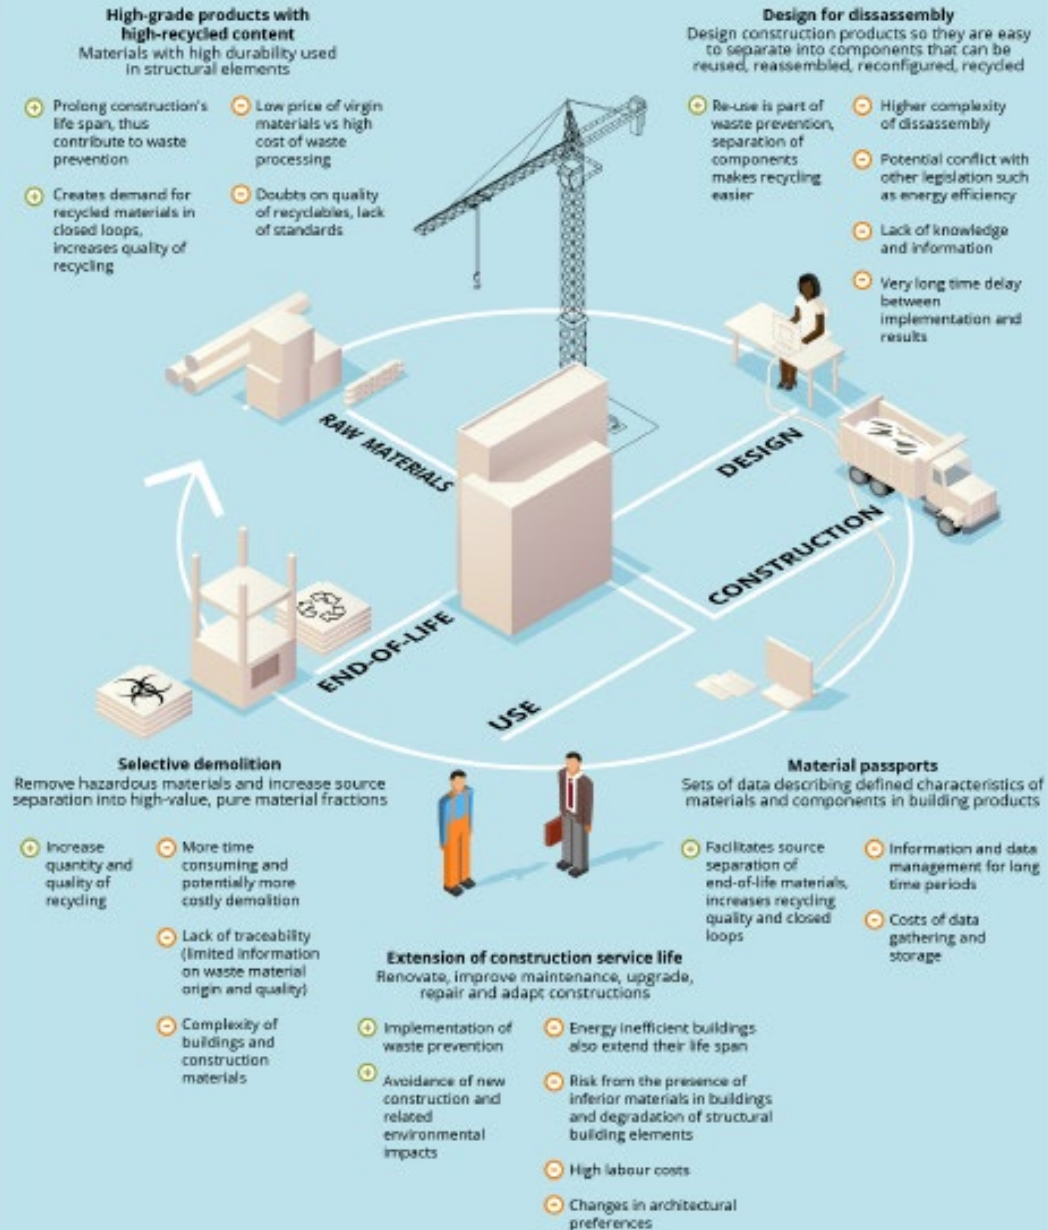 High-grade products with
high-recycled content
Materials with high durability used
in structural elements
Prolong construction's
life span, thus
contribute to waste
prevention
Creates demand for
recycled materials in
closed loops,
increases quality of
recycling
Low price of virgin
materials vs high
cost of waste
processing
Doubts on quality
of recyclables, lack
of standards
Design for dissassembly
Design construction products so they are easy
to separate into components that can be
reused, reassembled, reconfigured, recycled
Re-use is part of
waste prevention,
separation of
components
makes recycling
easier
Higher complexity
of dissassembly
Potential conflict with
other legislation such
as energy efficiency
Lack of knowledge
and information
Very long time delay
between
implementation and
results
RAW MATERIALS
DESIGN
CONSTRUCTION
END-OF-LIFE
USE
Selective demolition
Remove hazardous materials and increase source
separation into high-value, pure material fractions
Increase
quantity and
quality of
recycling
More time
consuming and
potentially more
costly demolition
Lack of traceability
(limited information
on waste material
origin and quality)
Complexity of
buildings and
construction
materials
Material passports
Sets of data describing defined characteristics of
materials and components in building products
Facilitates source
separation of
end-of-life materials,
increases recycling
quality and closed
loops
Information and data
management for long
time periods
Costs of data
gathering and
storage
Extension of construction service life
Renovate, improve maintenance, upgrade,
repair and adapt constructions
Implementation of
waste prevention
Avoidance of new
construction and
related
environmental
impacts
Energy inefficient buildings
also extend their life span
Risk from the presence of
inferior materials in buildings
and degradation of structural
building elements
High labour costs
Changes in architectural
preferences